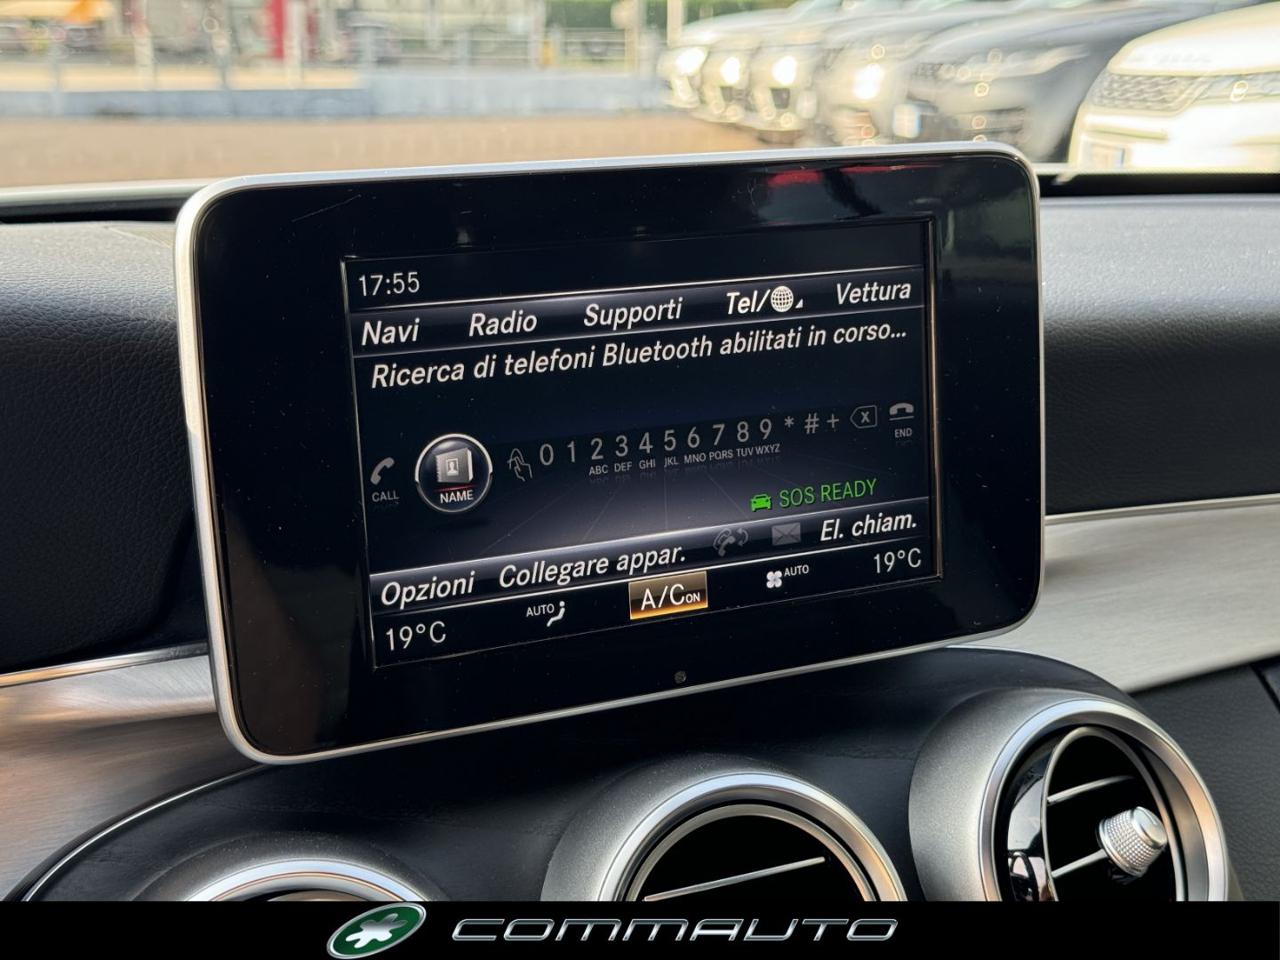 17:55
Navi Radio Supporti Tel/ Vettura
Ricerca di telefoni Bluetooth abilitati in corso...
CALL NAME 0 1 2 3 4 5 6 7 8 9 * # + END
ABC DEF GHI JKL MNO PQRS TUV WXYZ
SOS READY
Opzioni Collegare appar. El. chiam.
19°C AUTO A/C ON AUTO 19°C
COMMAUTO